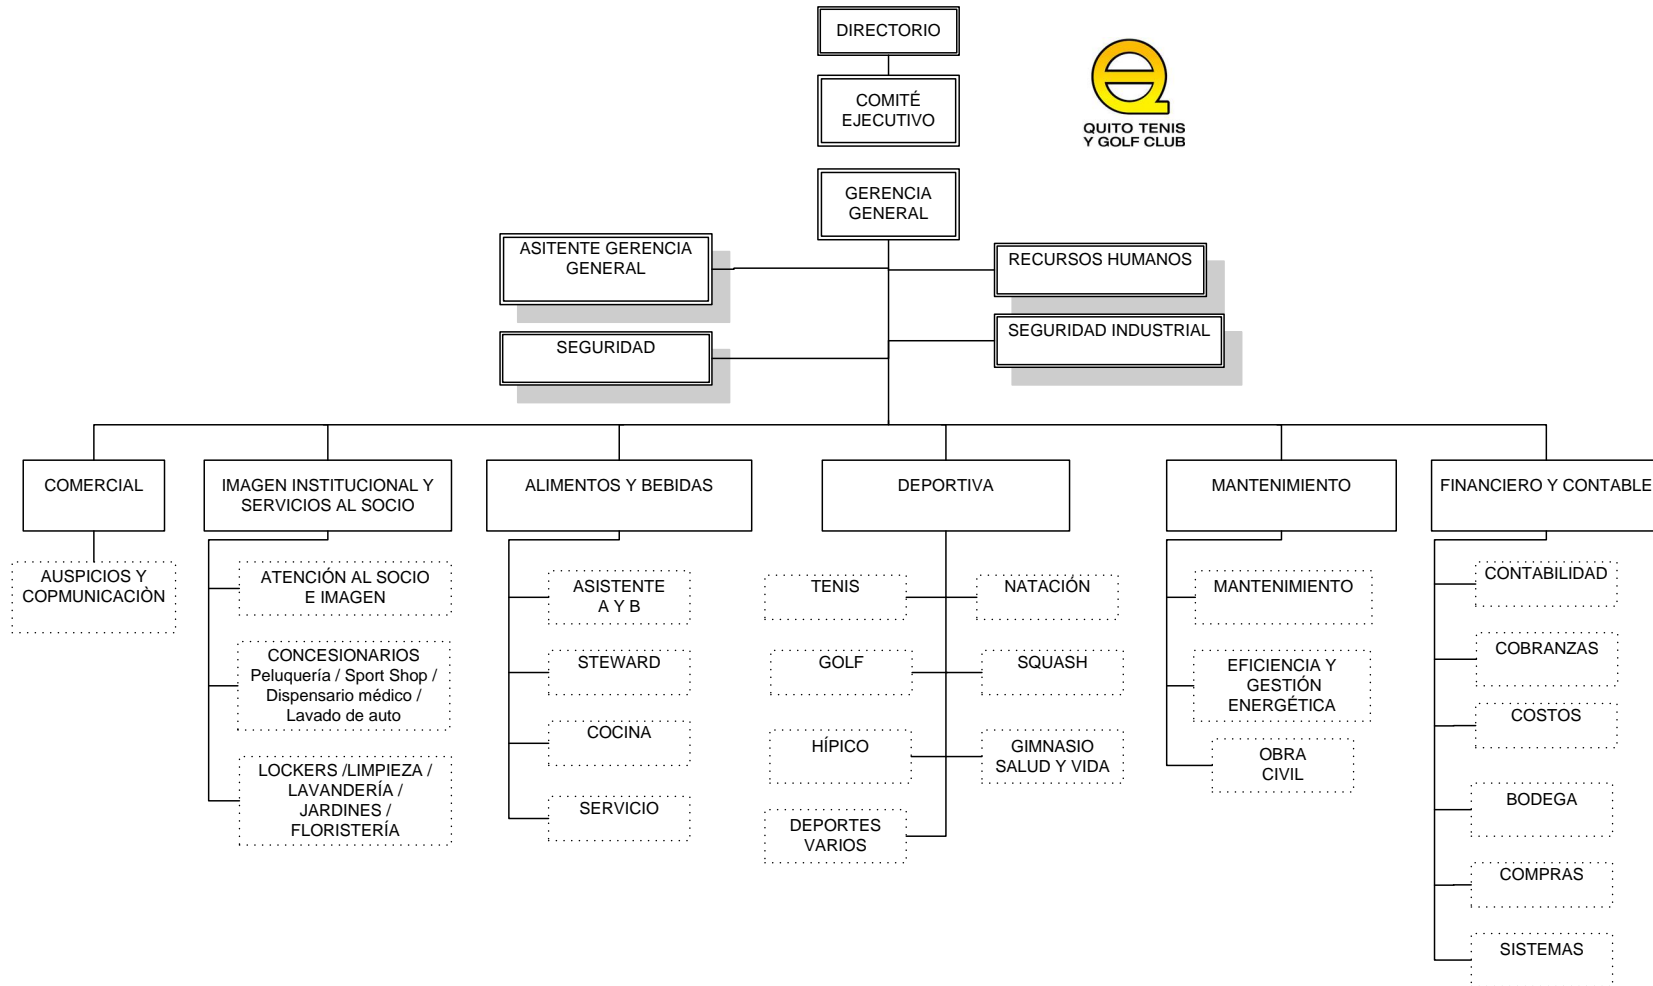 DIRECTORIO
COMITÉ
EJECUTIVO
QUITO TENIS
Y GOLF CLUB
GERENCIA
GENERAL
ASITENTE GERENCIA
GENERAL
RECURSOS HUMANOS
SEGURIDAD
SEGURIDAD INDUSTRIAL
COMERCIAL
IMAGEN INSTITUCIONAL Y
SERVICIOS AL SOCIO
ALIMENTOS Y BEBIDAS
DEPORTIVA
MANTENIMIENTO
FINANCIERO Y CONTABLE
AUSPICIOS Y
COPMUNICACIÒN
ATENCIÓN AL SOCIO
E IMAGEN
CONCESIONARIOS
Peluquería / Sport Shop /
Dispensario médico /
Lavado de auto
LOCKERS /LIMPIEZA /
LAVANDERÍA /
JARDINES /
FLORISTERÍA
ASISTENTE
A Y B
STEWARD
COCINA
SERVICIO
TENIS
NATACIÓN
GOLF
SQUASH
HÍPICO
GIMNASIO
SALUD Y VIDA
DEPORTES
VARIOS
MANTENIMIENTO
EFICIENCIA Y
GESTIÓN
ENERGÉTICA
OBRA
CIVIL
CONTABILIDAD
COBRANZAS
COSTOS
BODEGA
COMPRAS
SISTEMAS